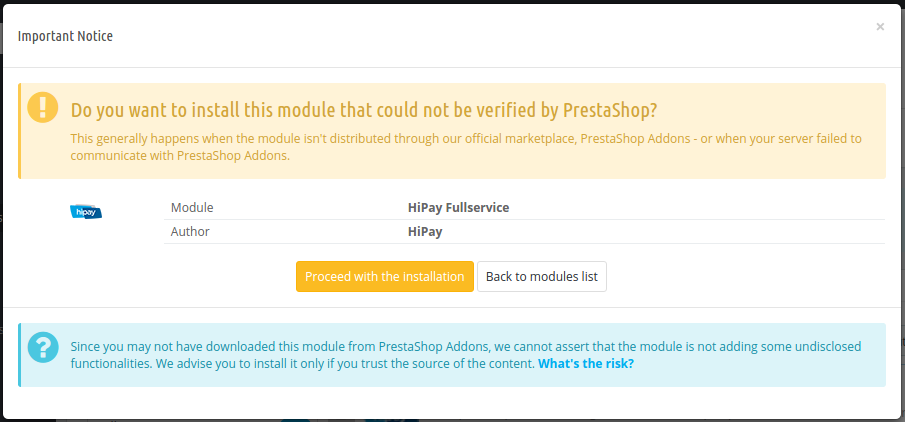 Important Notice
×
Do you want to install this module that could not be verified by PrestaShop?
This generally happens when the module isn't distributed through our official marketplace, PrestaShop Addons - or when your server failed to
communicate with PrestaShop Addons.
hipay
Module HiPay Fullservice
Author HiPay
Proceed with the installation Back to modules list
Since you may not have downloaded this module from PrestaShop Addons, we cannot assert that the module is not adding some undisclosed
functionalities. We advise you to install it only if you trust the source of the content. What's the risk?